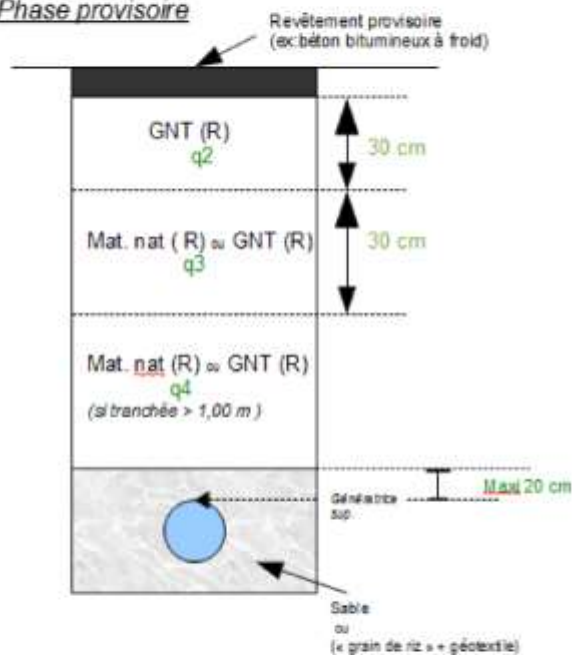 Phase provisoire
Revêtement provisoire
(ex:béton bitumineux à froid)
GNT (R)
q2
30 cm
Mat. nat ( R) ou GNT (R)
q3
30 cm
Mat. nat (R) ou GNT (R)
q4
(si tranchée > 1,00 m )
Maxi 20 cm
Génératrice
sup
Sable
ou
(« grain de riz » + géotextile)